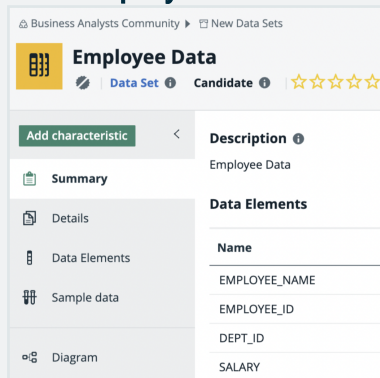 Business Analysts Community New Data Sets
Employee Data
Data Set Candidate
Add characteristic
Summary
Details
Data Elements
Sample data
Diagram
Description
Employee Data
Data Elements
Name
EMPLOYEE_NAME
EMPLOYEE_ID
DEPT_ID
SALARY